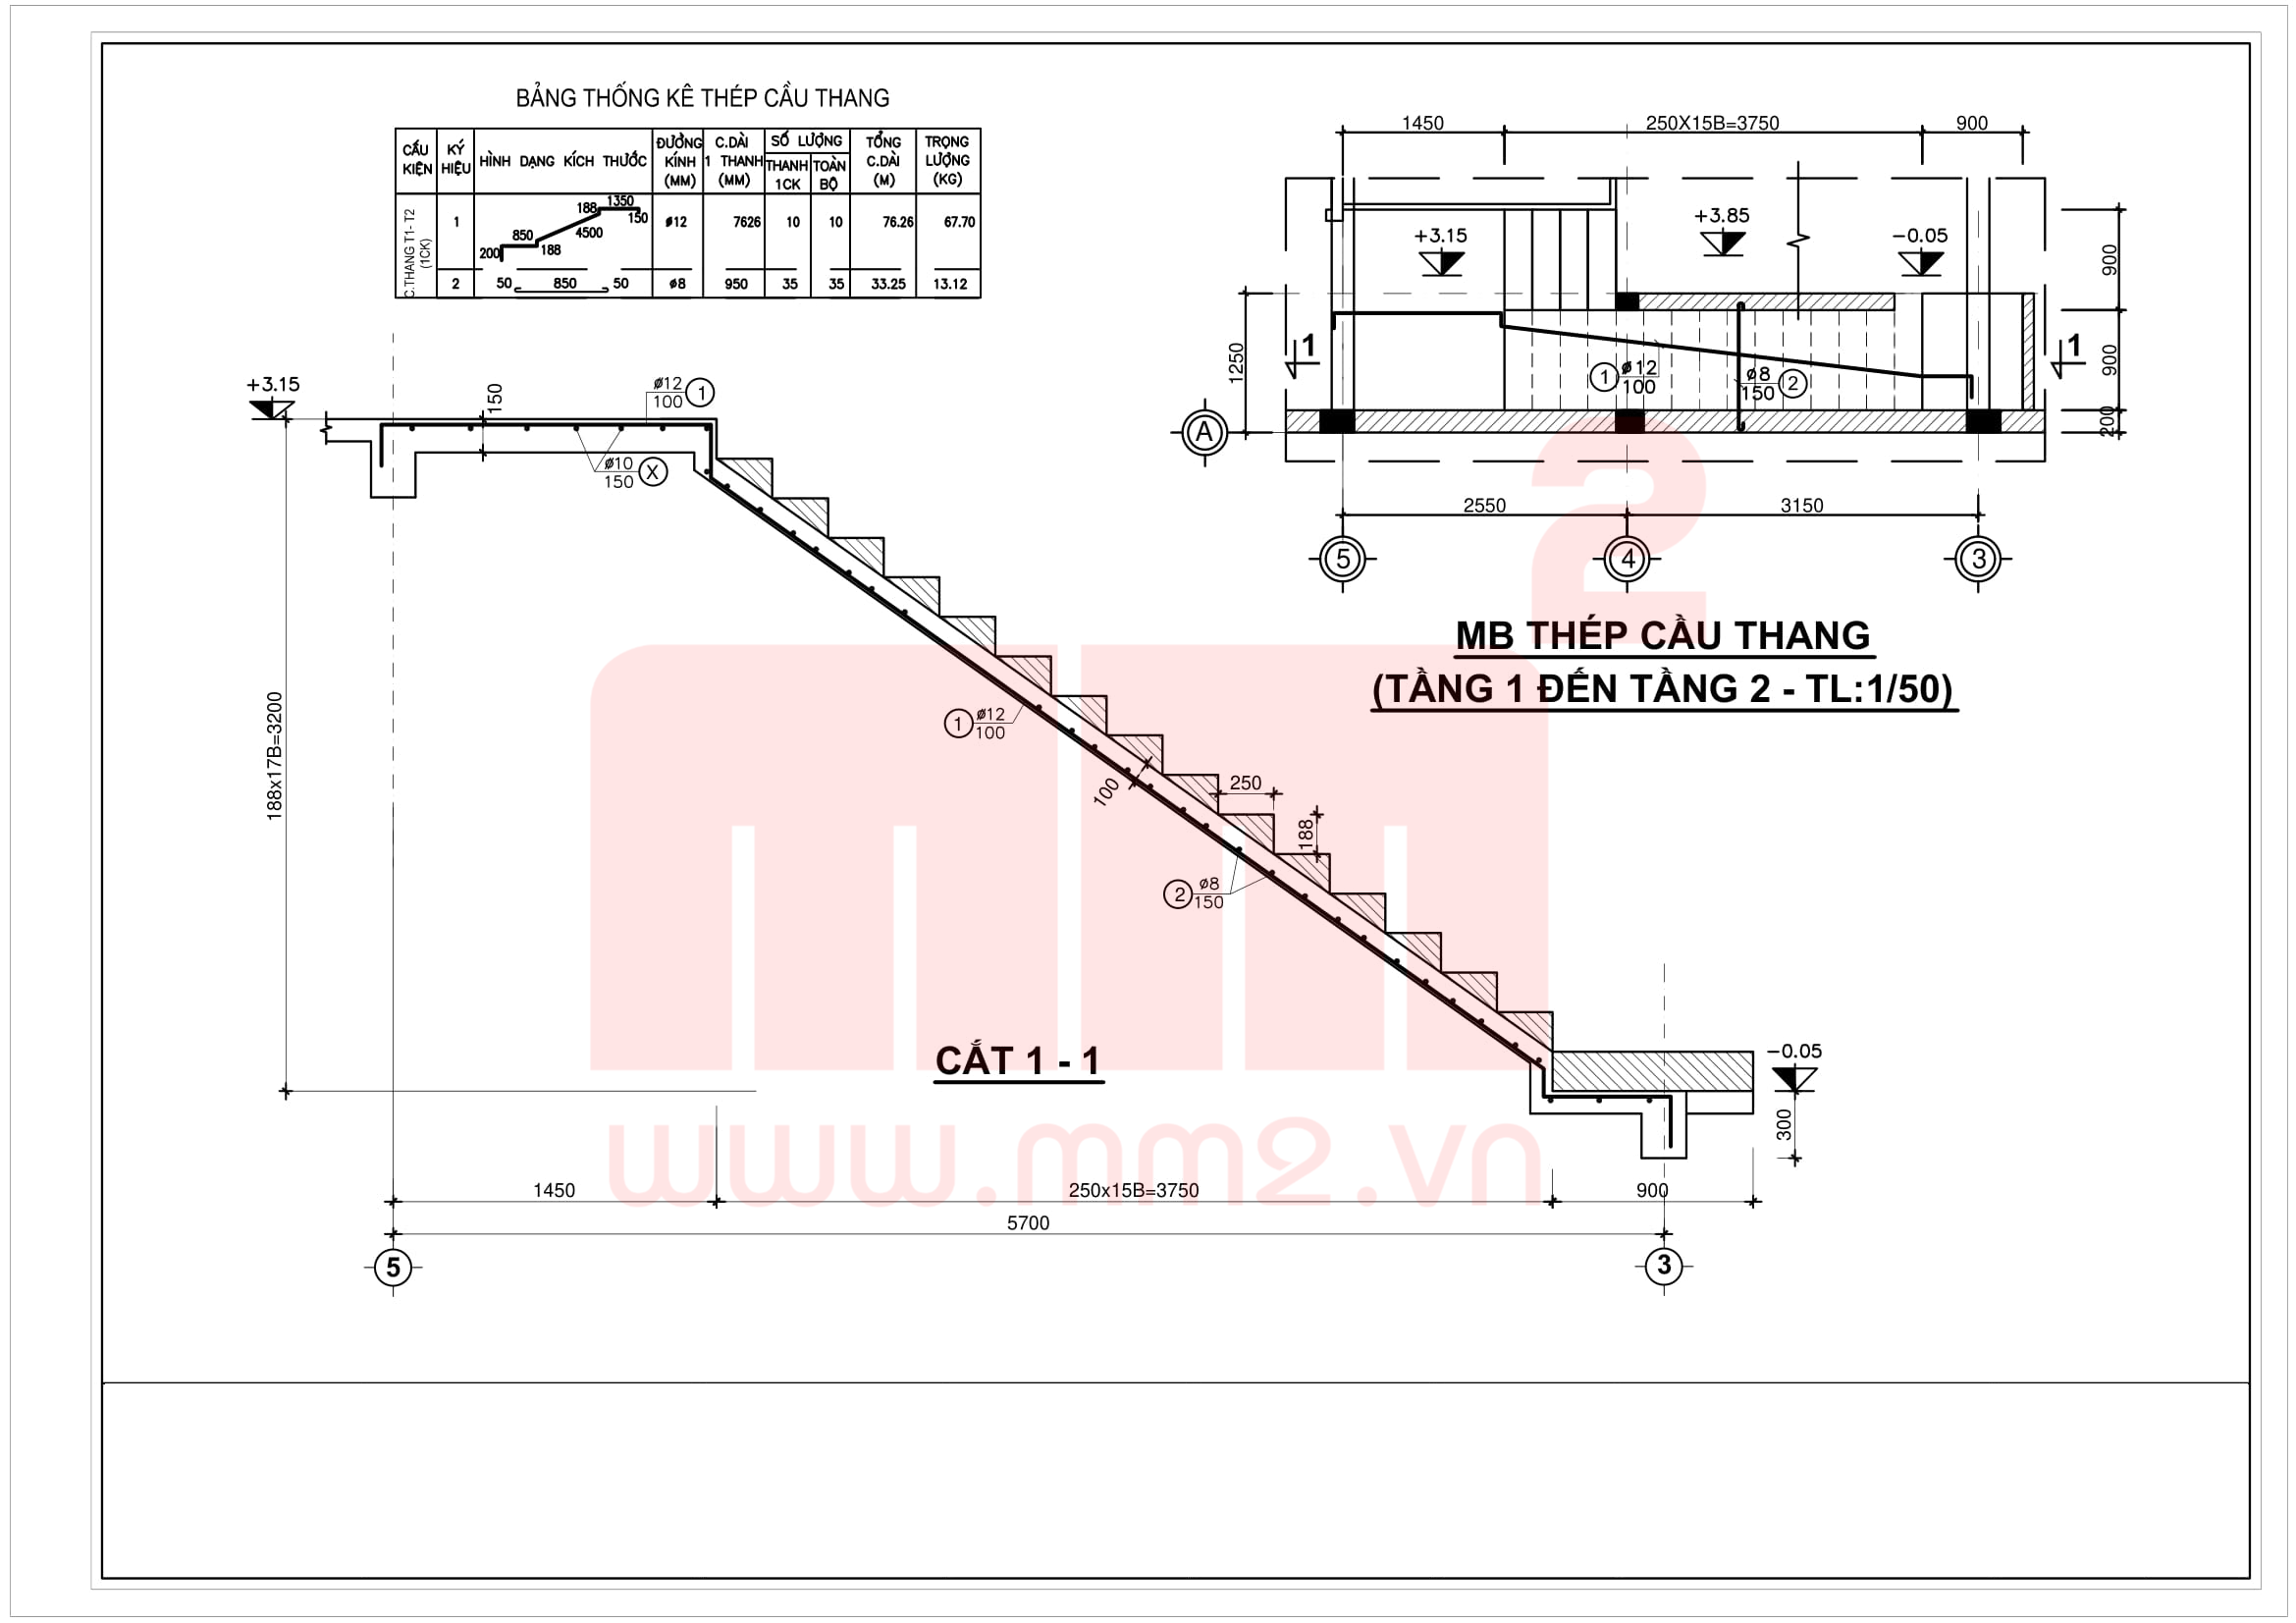 BẢNG THỐNG KÊ THÉP CẦU THANG
CẤU KIỆN
KÝ HIỆU
HÌNH DẠNG KÍCH THƯỚC
ĐƯỜNG KÍNH (MM)
C.DÀI 1 THANH (MM)
SỐ LƯỢNG
THANH 1CK
TOÀN BỘ
TỔNG C.DÀI (M)
TRỌNG LƯỢNG (KG)
C.THANG T1- T2 (1CK)
1
200
850
188
4500
188
1350
150
ø12
7626
10
10
76.26
67.70
2
50
850
50
ø8
950
35
35
33.25
13.12
1450
250X15B=3750
900
+3.15
+3.85
-0.05
900
900
200
1250
1
1
1
ø12
100
ø8
150
2
A
2550
3150
5
4
3
MB THÉP CẦU THANG
(TẦNG 1 ĐẾN TẦNG 2 - TL:1/50)
+3.15
150
ø12
100
1
ø10
150
X
188x17B=3200
1
ø12
100
100
250
188
2
ø8
150
CẮT 1 - 1
-0.05
300
1450
250x15B=3750
900
5700
5
3
mm2
www.mm2.vn